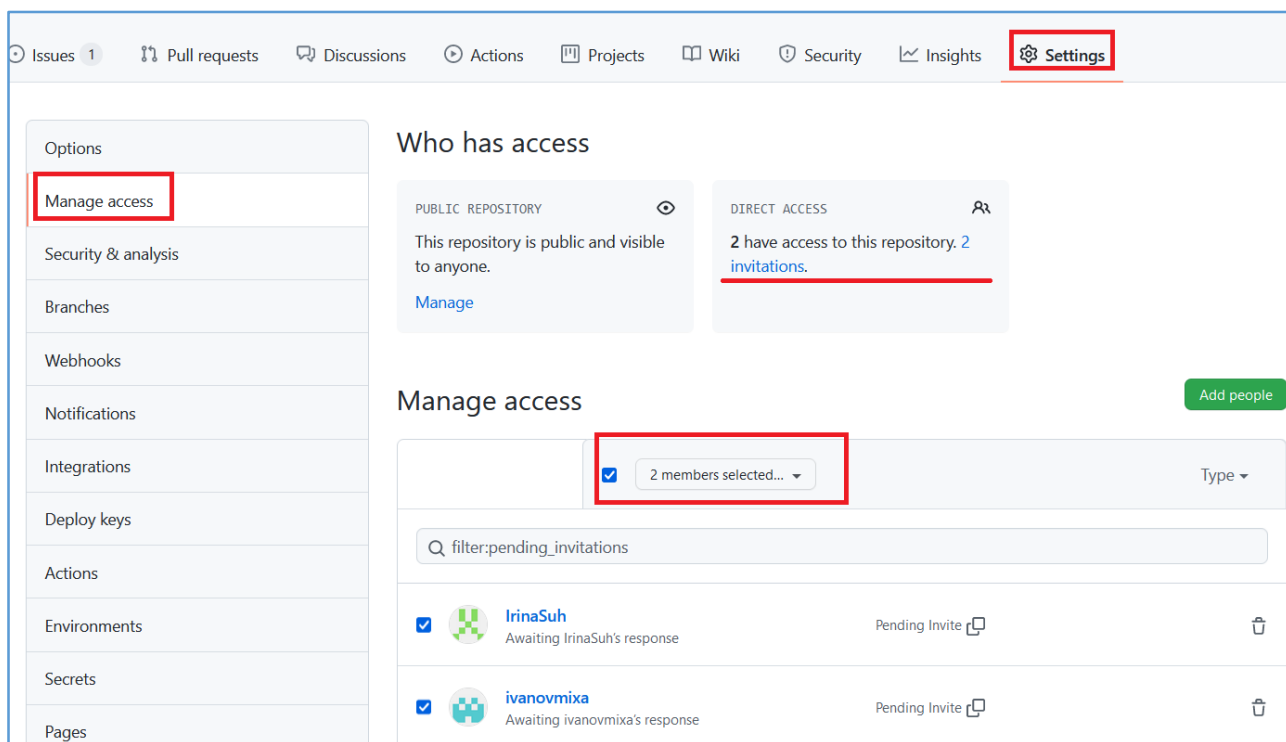 Issues 1 Pull requests Discussions Actions Projects Wiki Security Insights Settings
Options
Manage access
Security & analysis
Branches
Webhooks
Notifications
Integrations
Deploy keys
Actions
Environments
Secrets
Pages
Who has access
PUBLIC REPOSITORY
This repository is public and visible
to anyone.
Manage
DIRECT ACCESS
2 have access to this repository. 2
invitations.
Manage access
Add people
2 members selected...
Type
filter:pending_invitations
IrinaSuh
Awaiting IrinaSuh's response
Pending Invite
ivanovmixa
Awaiting ivanovmixa's response
Pending Invite